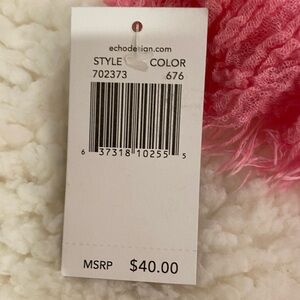 echodesign.com
STYLE COLOR
702373 676
6 37318 10255 5
MSRP $40.00